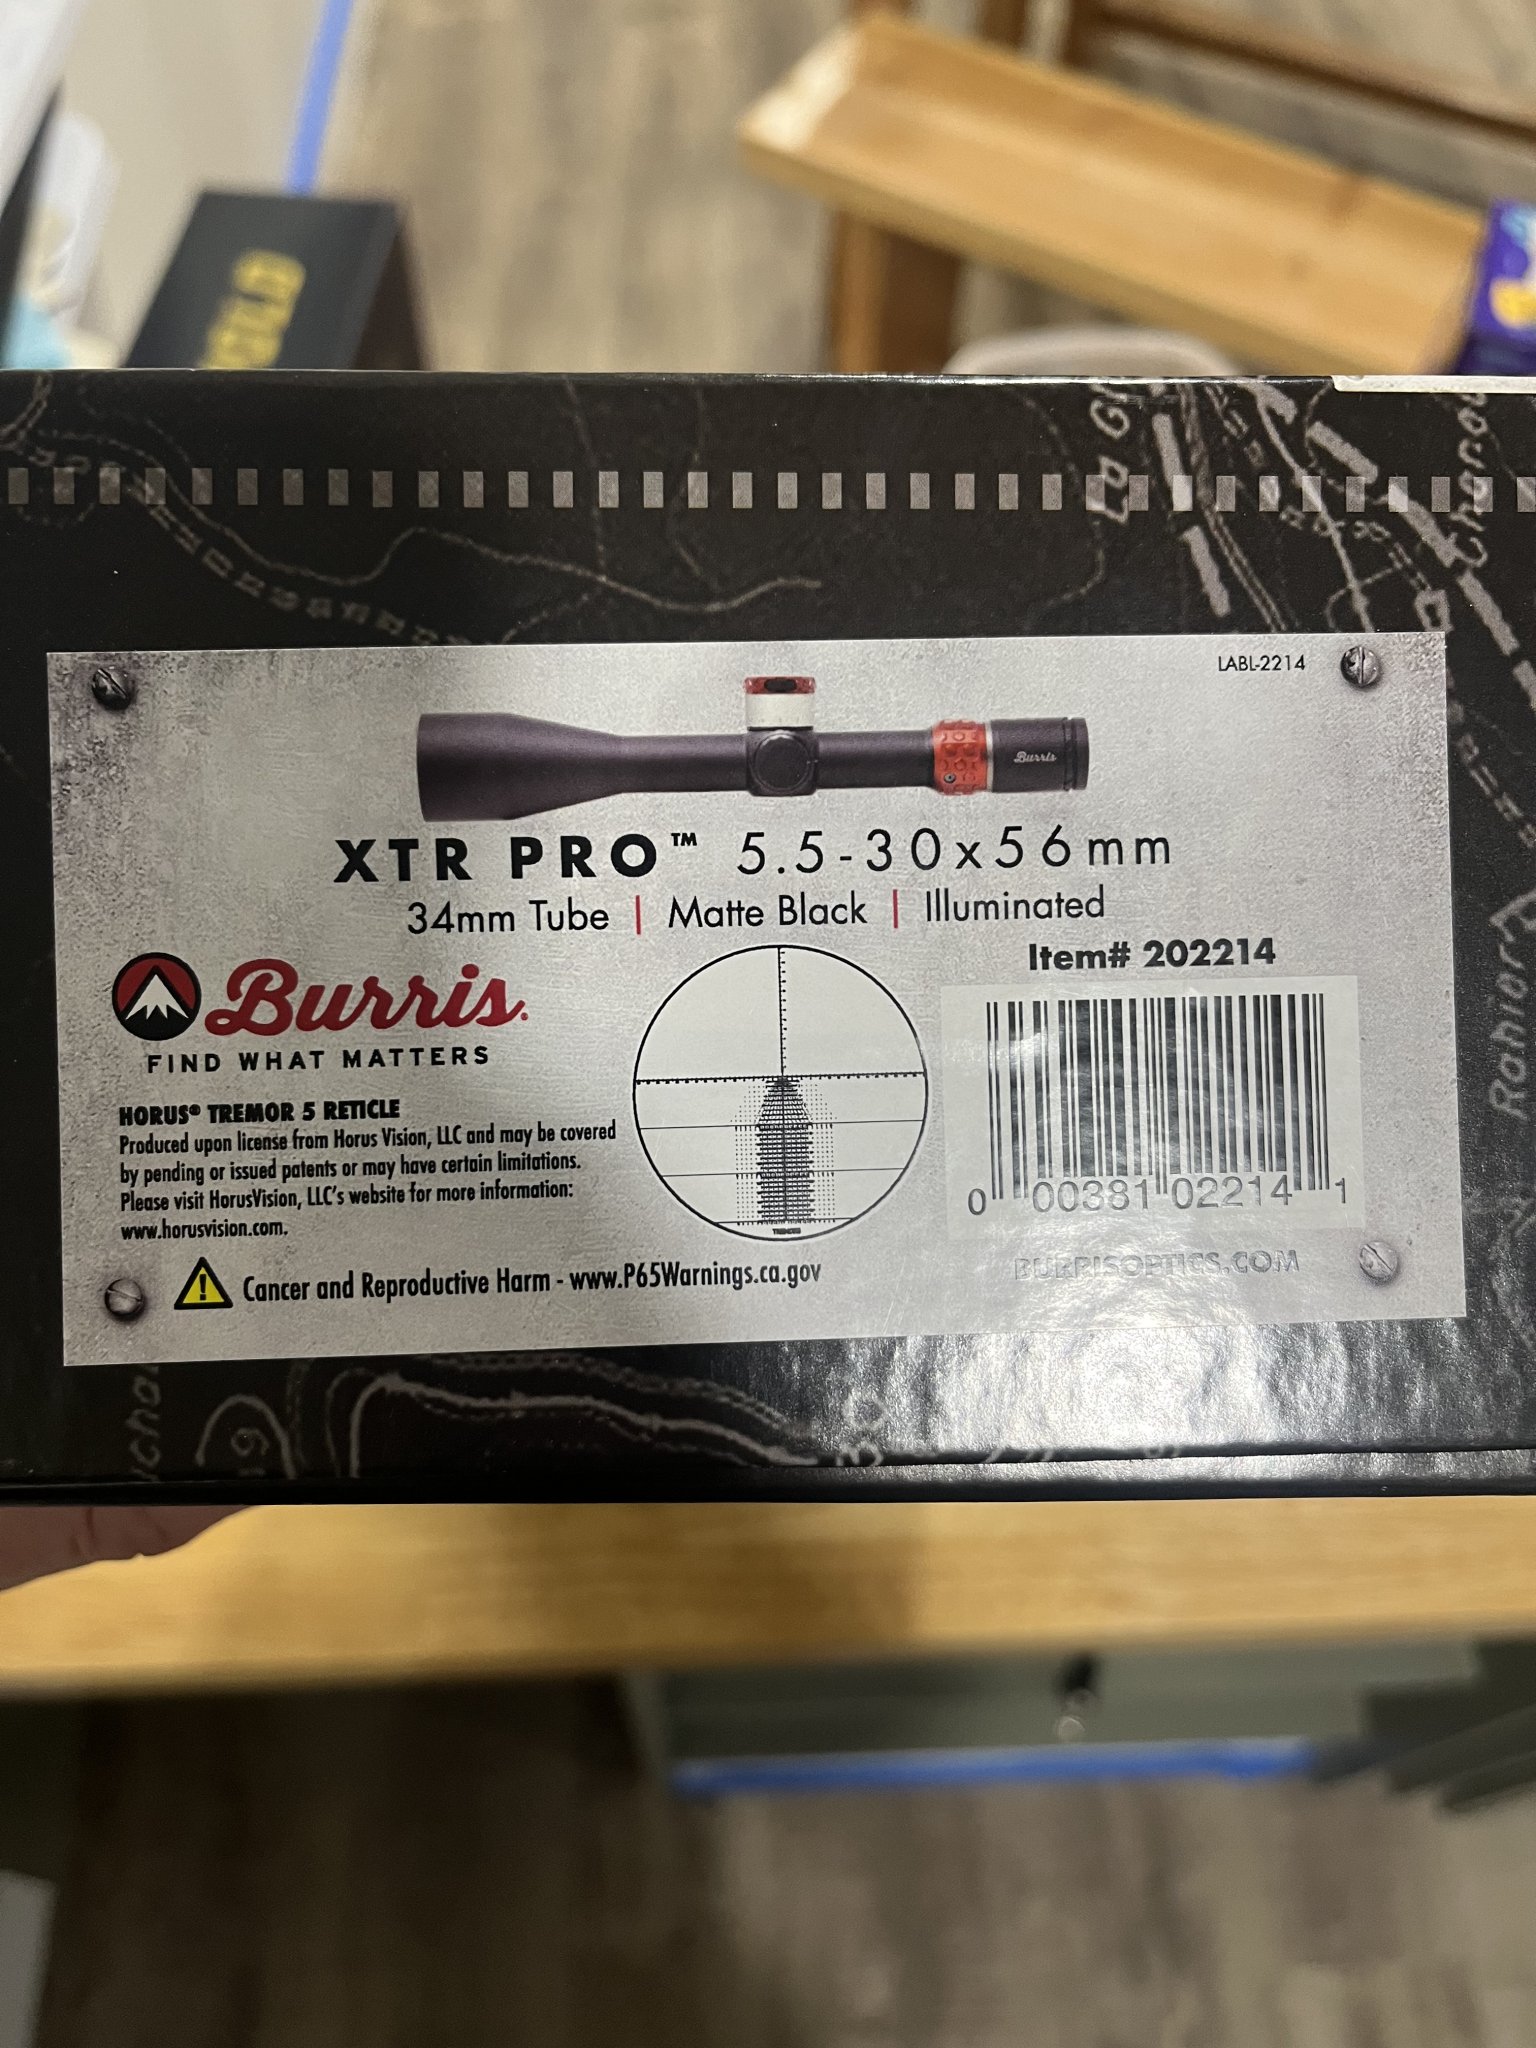 LA G
LABL-2214
Burris
XTR PRO™ 5.5-30x56mm
34mm Tube | Matte Black | Illuminated
Burris.
FIND WHAT MATTERS
Item# 202214
HORUS® TREMOR 5 RETICLE
Produced upon license from Horus Vision, LLC and may be covered
by pending or issued patents or may have certain limitations.
Please visit HorusVision, LLC's website for more information:
www.horusvision.com.
TREMOR5
0 00381 02214 1
Cancer and Reproductive Harm - www.P65Warnings.ca.gov
BURRISOPTICS.COM
30